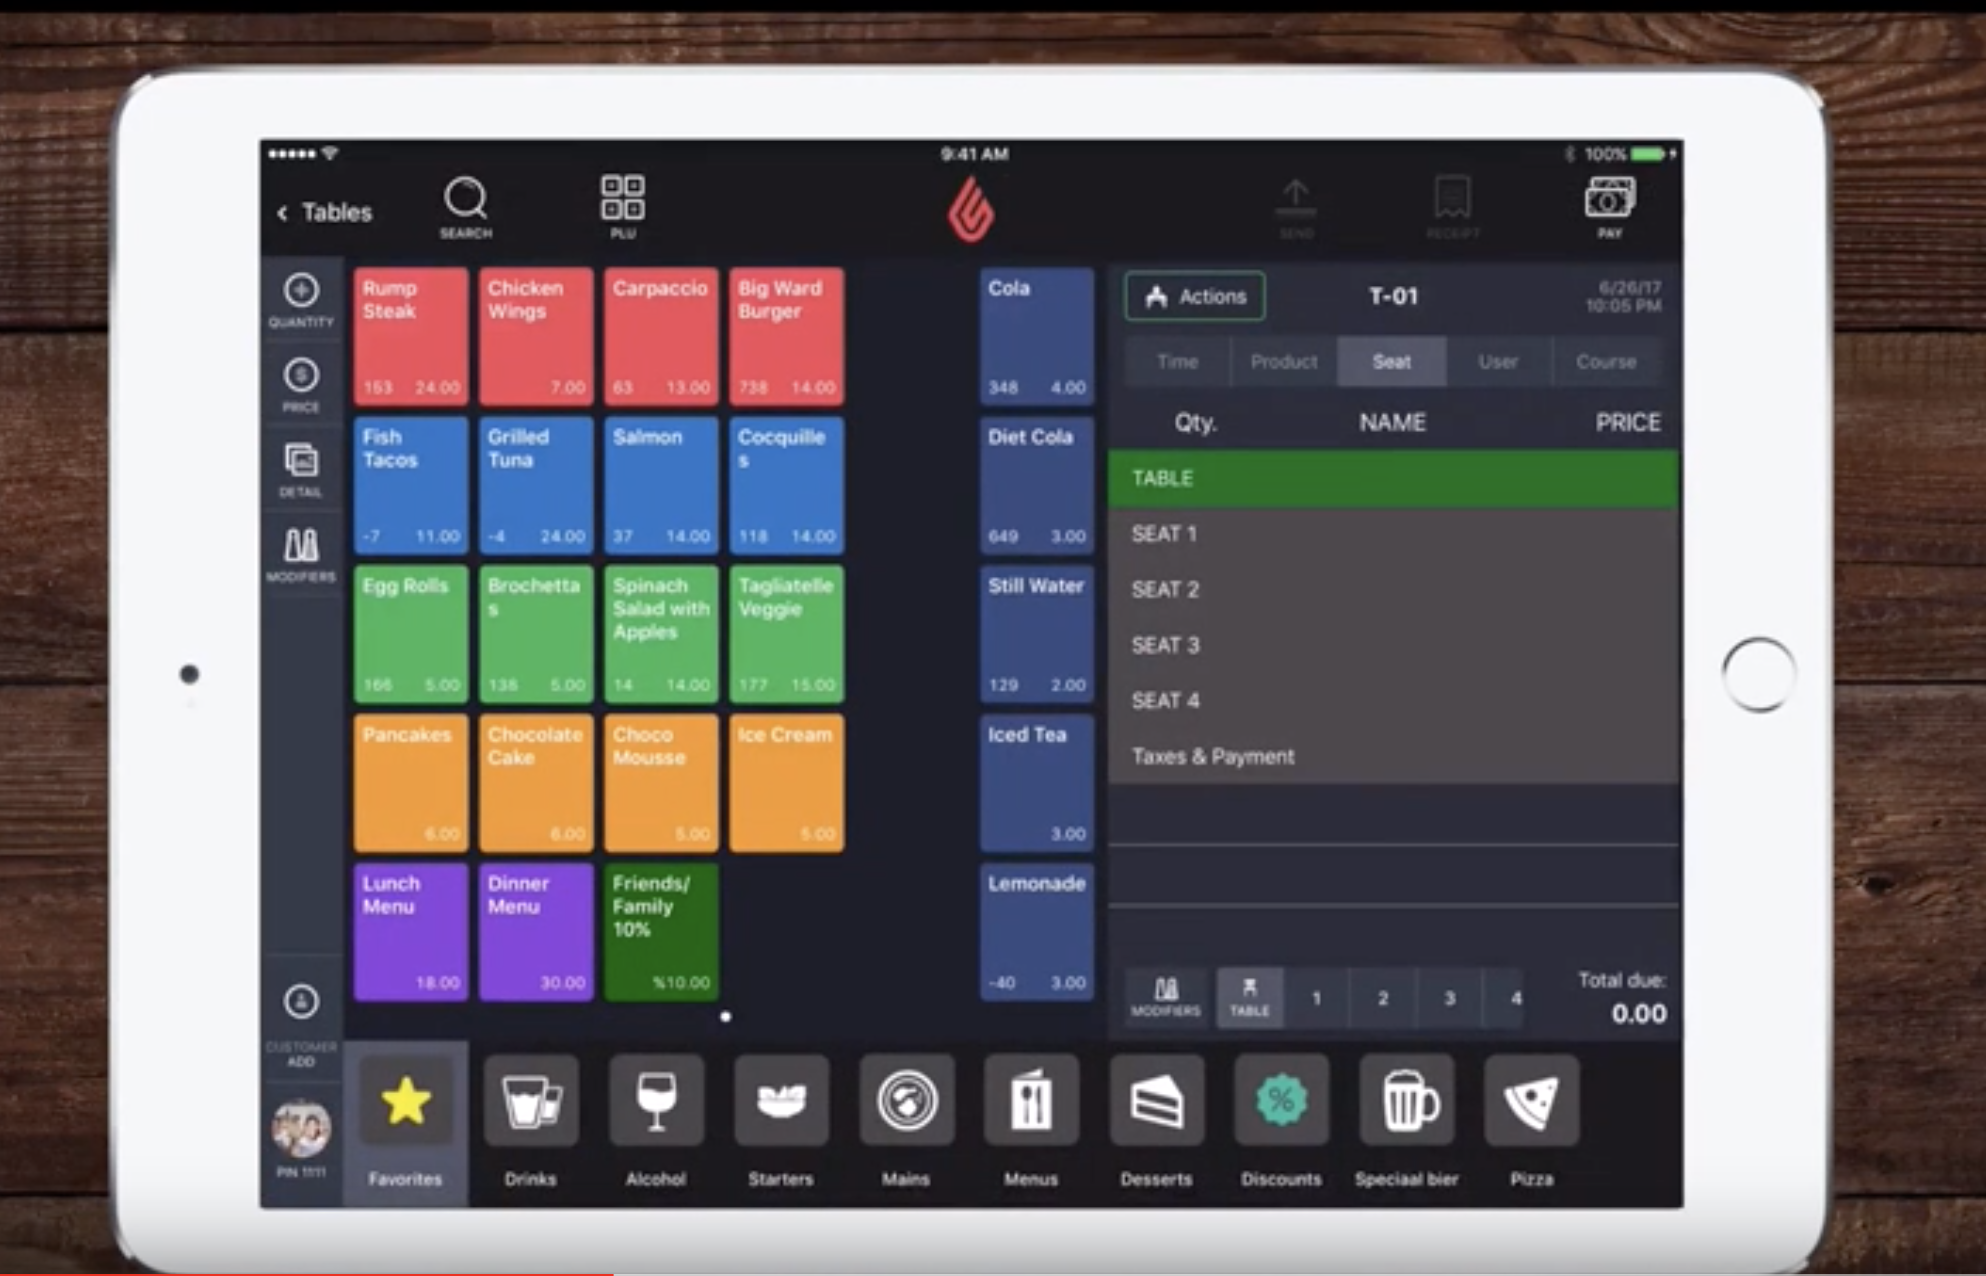 9:41 AM
100%
Tables
SEARCH
PLU
SEND
RECEIPT
PAY
QUANTITY
PRICE
DETAIL
MODIFIERS
CUSTOMER
ADD
PIN 1111
Rump
Steak
153 24.00
Chicken
Wings
7.00
Carpaccio
63 13.00
Big Ward
Burger
738 14.00
Cola
348 4.00
Fish
Tacos
-7 11.00
Grilled
Tuna
-4 24.00
Salmon
37 14.00
Cocquille
s
118 14.00
Diet Cola
649 3.00
Egg Rolls
166 5.00
Brochetta
s
136 5.00
Spinach
Salad with
Apples
14 14.00
Tagliatelle
Veggie
177 15.00
Still Water
129 2.00
Pancakes
6.00
Chocolate
Cake
6.00
Choco
Mousse
5.00
Ice Cream
5.00
Iced Tea
3.00
Lunch
Menu
18.00
Dinner
Menu
30.00
Friends/
Family
10%
%10.00
Lemonade
-40 3.00
Actions
T-01
6/26/17
10:05 PM
Time Product Seat User Course
Qty. NAME PRICE
TABLE
SEAT 1
SEAT 2
SEAT 3
SEAT 4
Taxes & Payment
MODIFIERS
TABLE
1 2 3 4
Total due:
0.00
Favorites Drinks Alcohol Starters Mains Menus Desserts Discounts Speciaal bier Pizza
%